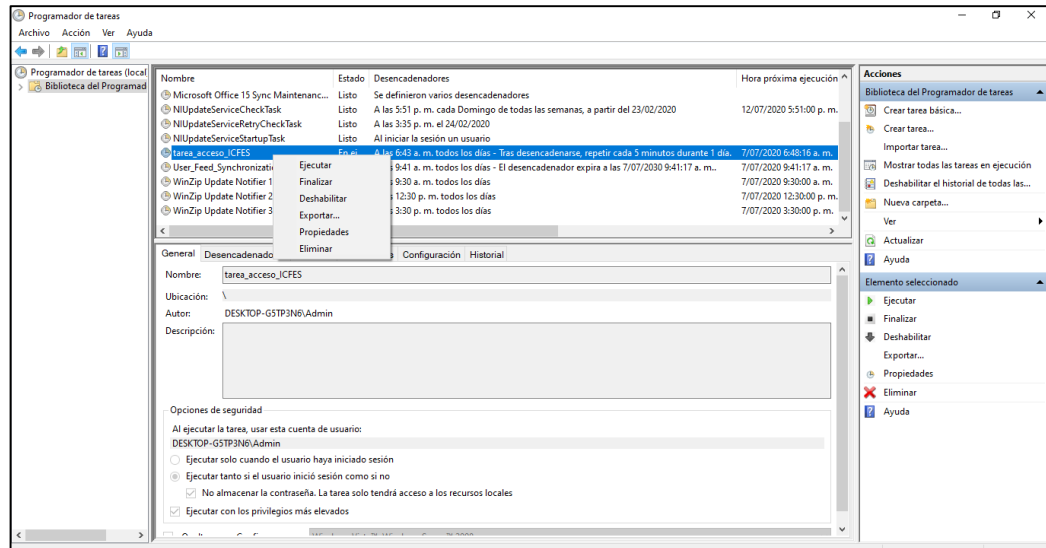 Programador de tareas
Archivo Acción Ver Ayuda
Programador de tareas (local
Biblioteca del Programad
Nombre Estado Desencadenadores Hora próxima ejecución
Microsoft Office 15 Sync Maintenanc... Listo Se definieron varios desencadenadores
NIUpdateServiceCheckTask Listo A las 5:51 p. m. cada Domingo de todas las semanas, a partir del 23/02/2020 12/07/2020 5:51:00 p. m.
NIUpdateServiceRetryCheckTask Listo A las 3:35 p. m. el 24/02/2020
NIUpdateServiceStartupTask Listo Al iniciar la sesión un usuario
tarea_acceso_ICFES En ej A las 6:43 a. m. todos los días - Tras desencadenarse, repetir cada 5 minutos durante 1 día. 7/07/2020 6:48:16 a. m.
User_Feed_Synchronizati 9:41 a. m. todos los días - El desencadenador expira a las 7/07/2030 9:41:17 a. m.. 7/07/2020 9:41:17 a. m.
WinZip Update Notifier 1 9:30 a. m. todos los días 7/07/2020 9:30:00 a. m.
WinZip Update Notifier 2 12:30 p. m. todos los días 7/07/2020 12:30:00 p. m.
WinZip Update Notifier 3 3:30 p. m. todos los días 7/07/2020 3:30:00 p. m.
Ejecutar
Finalizar
Deshabilitar
Exportar...
Propiedades
Eliminar
General Desencadenado Configuración Historial
Nombre: tarea_acceso_ICFES
Ubicación: \
Autor: DESKTOP-G5TP3N6\Admin
Descripción:
Opciones de seguridad
Al ejecutar la tarea, usar esta cuenta de usuario:
DESKTOP-G5TP3N6\Admin
Ejecutar solo cuando el usuario haya iniciado sesión
Ejecutar tanto si el usuario inició sesión como si no
No almacenar la contraseña. La tarea solo tendrá acceso a los recursos locales
Ejecutar con los privilegios más elevados
Acciones
Biblioteca del Programador de tareas
Crear tarea básica...
Crear tarea...
Importar tarea...
Mostrar todas las tareas en ejecución
Deshabilitar el historial de todas las...
Nueva carpeta...
Ver
Actualizar
Ayuda
Elemento seleccionado
Ejecutar
Finalizar
Deshabilitar
Exportar...
Propiedades
Eliminar
Ayuda